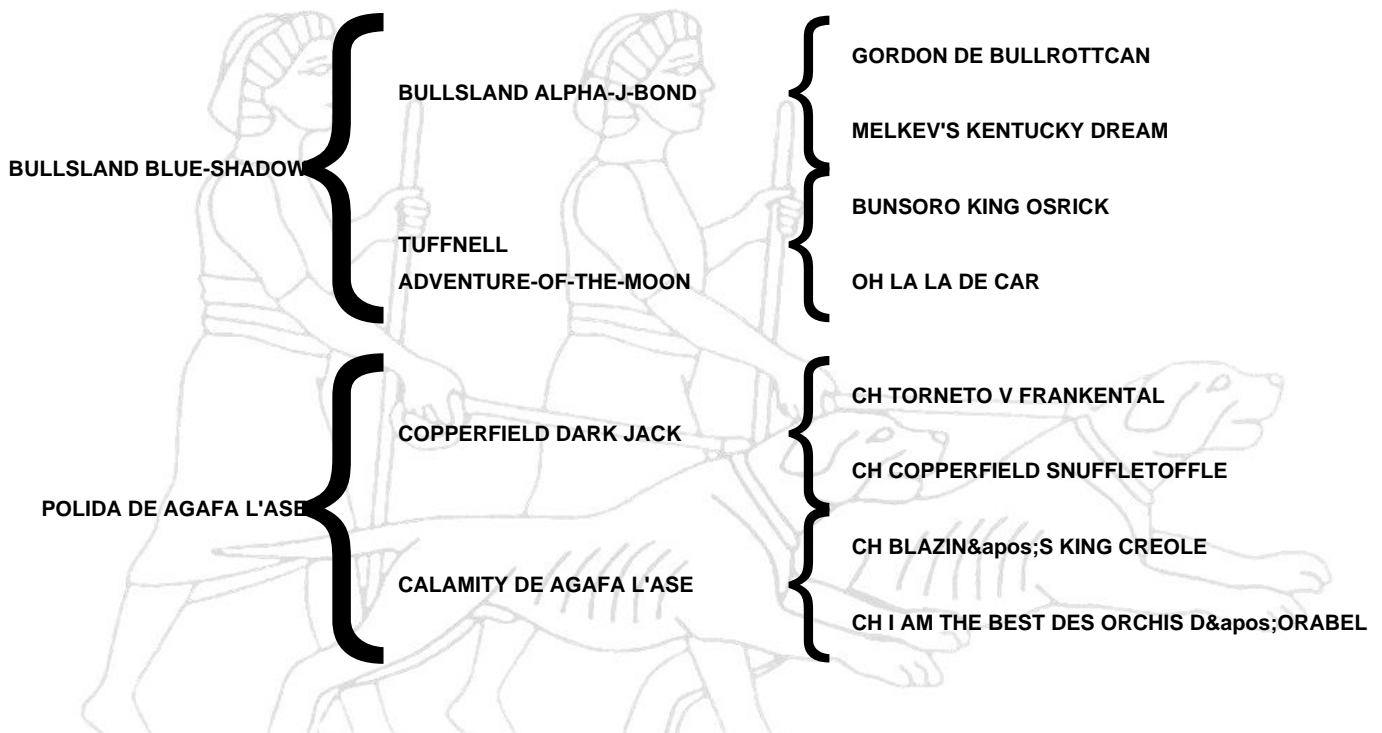 GORDON DE BULLROTTCAN
BULLSLAND ALPHA-J-BOND
MELKEV'S KENTUCKY DREAM
BULLSLAND BLUE-SHADOW
BUNSORO KING OSRICK
TUFFNELL
ADVENTURE-OF-THE-MOON
OH LA LA DE CAR
CH TORNETO V FRANKENTAL
COPPERFIELD DARK JACK
CH COPPERFIELD SNUFFLETOFFLE
POLIDA DE AGAFA L'ASE
CH BLAZIN&apos;S KING CREOLE
CALAMITY DE AGAFA L'ASE
CH I AM THE BEST DES ORCHIS D&apos;ORABEL